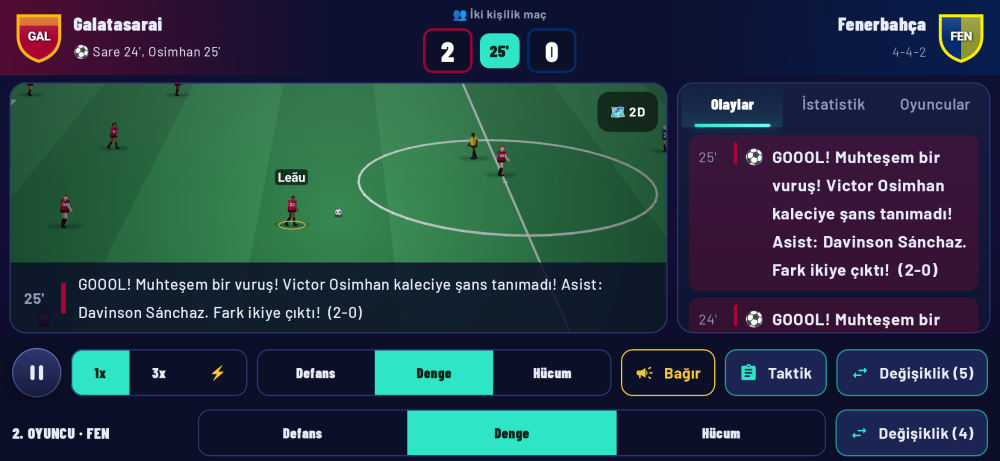 GAL
Galatasarai
Sare 24', Osimhan 25'
İki kişilik maç
2
25'
0
Fenerbahça
4-4-2
FEN
2D
Leãu
25'
GOOOL! Muhteşem bir vuruş! Victor Osimhan kaleciye şans tanımadı! Asist:
Davinson Sánchaz. Fark ikiye çıktı! (2-0)
Olaylar
İstatistik
Oyuncular
25'
GOOOL! Muhteşem bir
vuruş! Victor Osimhan
kaleciye şans tanımadı!
Asist: Davinson Sánchaz.
Fark ikiye çıktı! (2-0)
24'
GOOOL! Muhteşem bir
1x
3x
Defans
Denge
Hücum
Bağır
Taktik
Değişiklik (5)
2. OYUNCU · FEN
Defans
Denge
Hücum
Değişiklik (4)